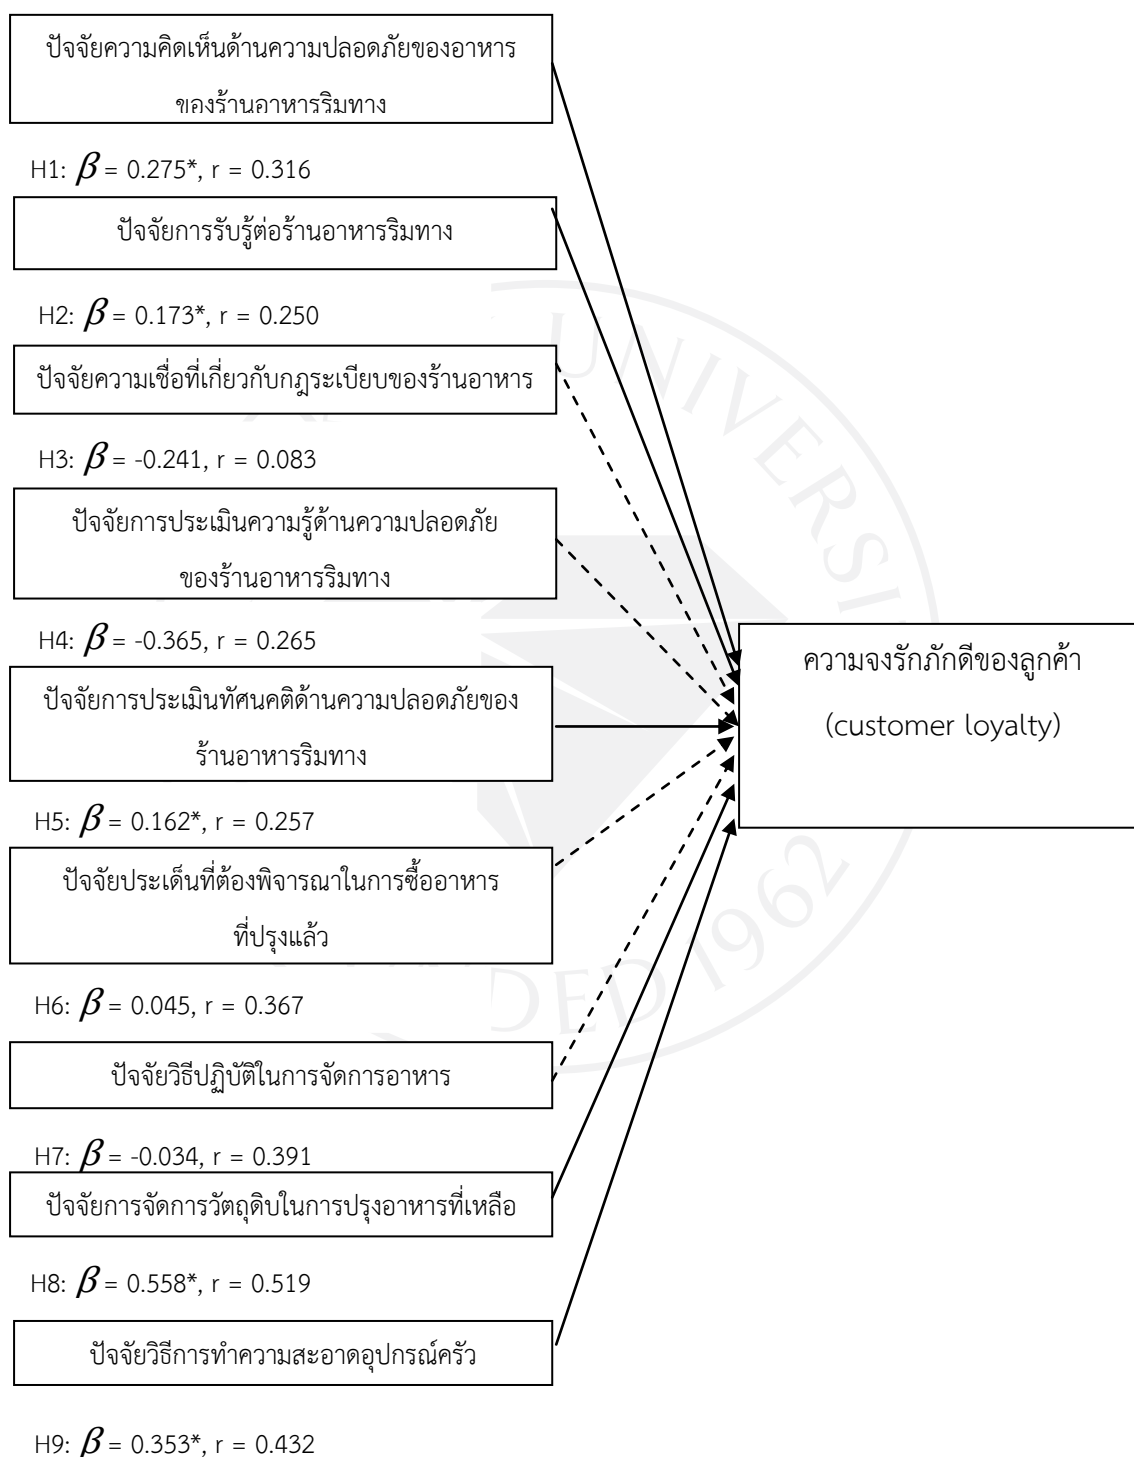 ปัจจัยความคิดเห็นด้านความปลอดภัยของอาหาร
ของร้านอาหารริมทาง
H1: β = 0.275*, r = 0.316
ปัจจัยการรับรู้ต่อร้านอาหารริมทาง
H2: β = 0.173*, r = 0.250
ปัจจัยความเชื่อที่เกี่ยวกับกฎระเบียบของร้านอาหาร
H3: β = -0.241, r = 0.083
ปัจจัยการประเมินความรู้ด้านความปลอดภัย
ของร้านอาหารริมทาง
H4: β = -0.365, r = 0.265
ปัจจัยการประเมินทัศนคติด้านความปลอดภัยของ
ร้านอาหารริมทาง
H5: β = 0.162*, r = 0.257
ปัจจัยประเด็นที่ต้องพิจารณาในการซื้ออาหาร
ที่ปรุงแล้ว
H6: β = 0.045, r = 0.367
ปัจจัยวิธีปฏิบัติในการจัดการอาหาร
H7: β = -0.034, r = 0.391
ปัจจัยการจัดการวัตถุดิบในการปรุงอาหารที่เหลือ
H8: β = 0.558*, r = 0.519
ปัจจัยวิธีการทำความสะอาดอุปกรณ์ครัว
H9: β = 0.353*, r = 0.432
ความจงรักภักดีของลูกค้า
(customer loyalty)
UNIVERSI
DED 1962